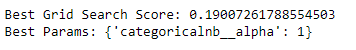 Best Grid Search Score: 0.19007261788554503
Best Params: {'categoricalnb__alpha': 1}